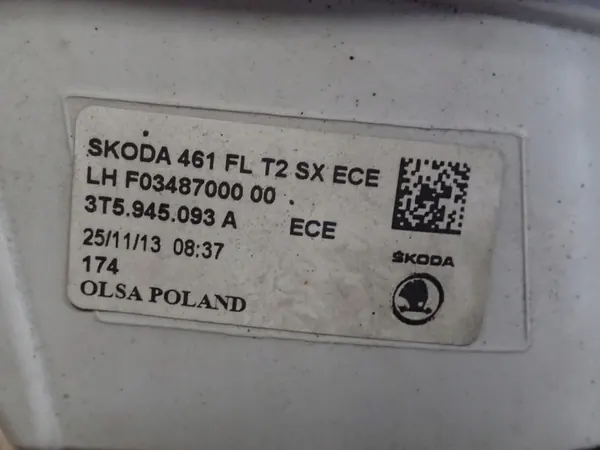 SKODA 461 FL T2 SX ECE
LH F03487000 00
3T5.945.093 A ECE
25/11/13 08:37
174
OLSA POLAND
ŠKODA